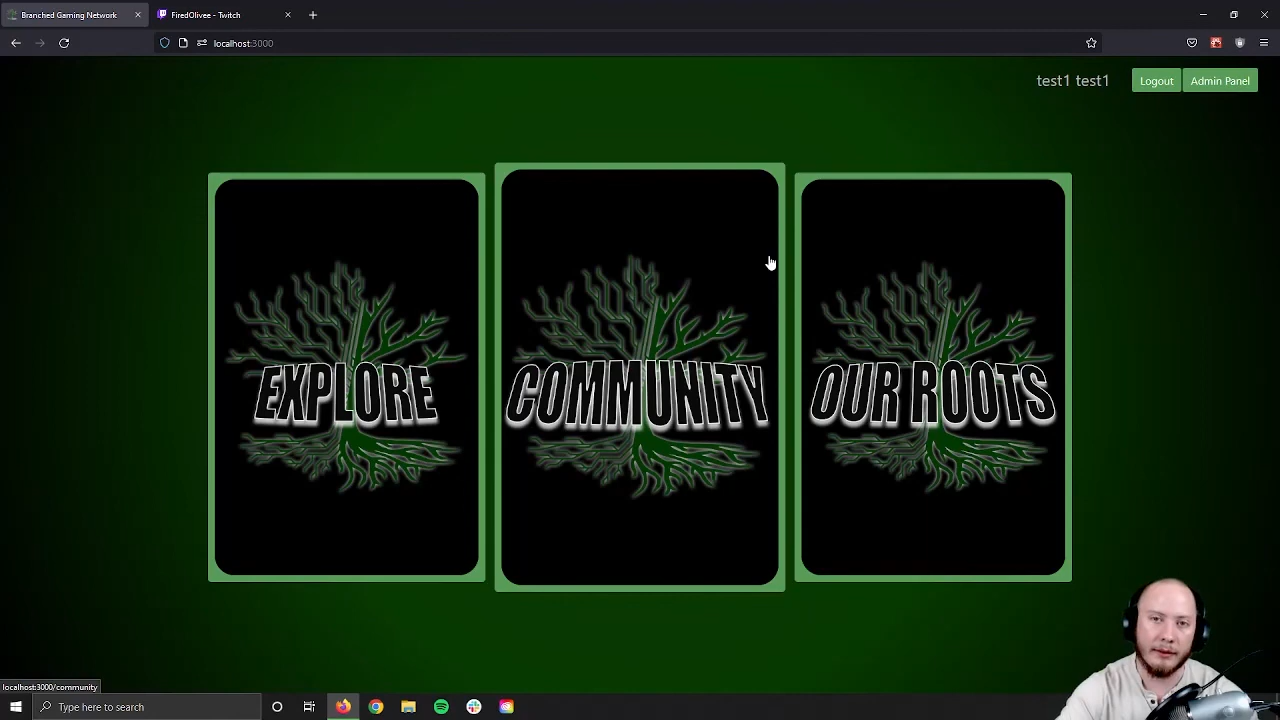 Branched Gaming Network
FiredOlivee - Twitch
localhost:3000
test1 test1
Logout
Admin Panel
EXPLORE
COMMUNITY
OUR ROOTS
localhost:3000/community
Type here to search